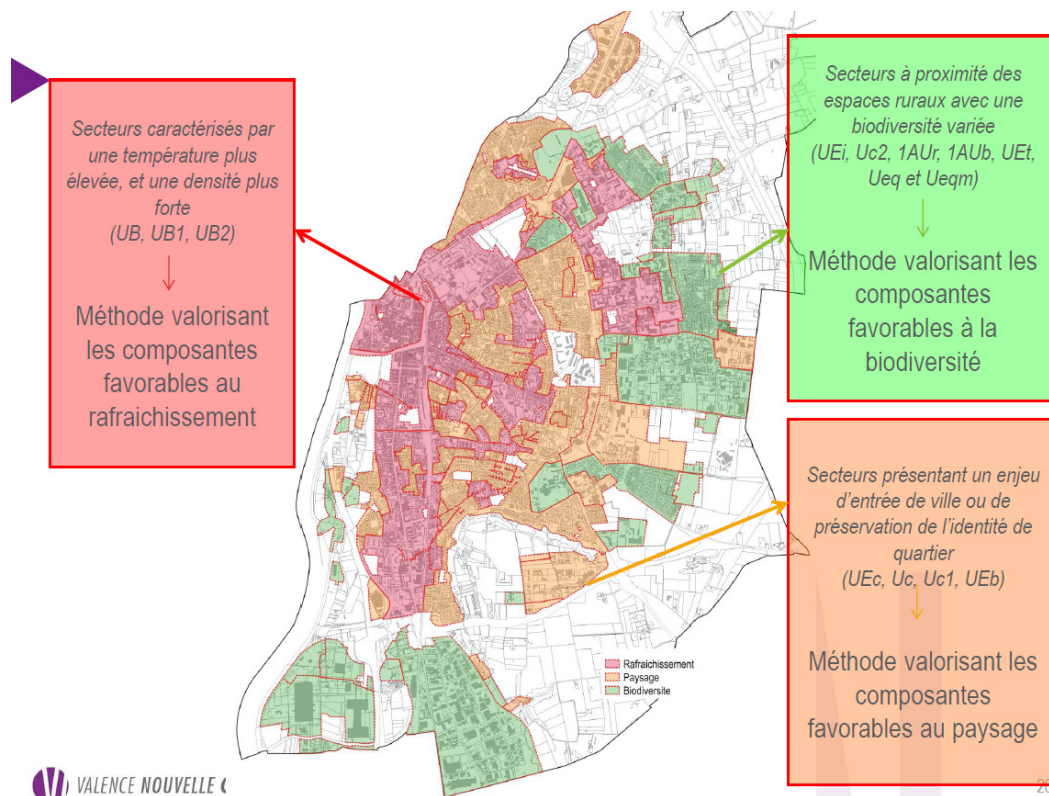 Secteurs caractérisés par
une température plus
élevée, et une densité plus
forte
(UB, UB1, UB2)
Méthode valorisant
les composantes
favorables au
rafraichissement
Secteurs à proximité des
espaces ruraux avec une
biodiversité variée
(UEi, Uc2, 1AUr, 1AUb, UEt,
Ueq et Ueqm)
Méthode valorisant les
composantes
favorables à la
biodiversité
Secteurs présentant un enjeu
d'entrée de ville ou de
préservation de l'identité de
quartier
(UEc, Uc, Uc1, UEb)
Méthode valorisant les
composantes
favorables au paysage
Rafraichissement
Paysage
Biodiversite
VALENCE NOUVELLE